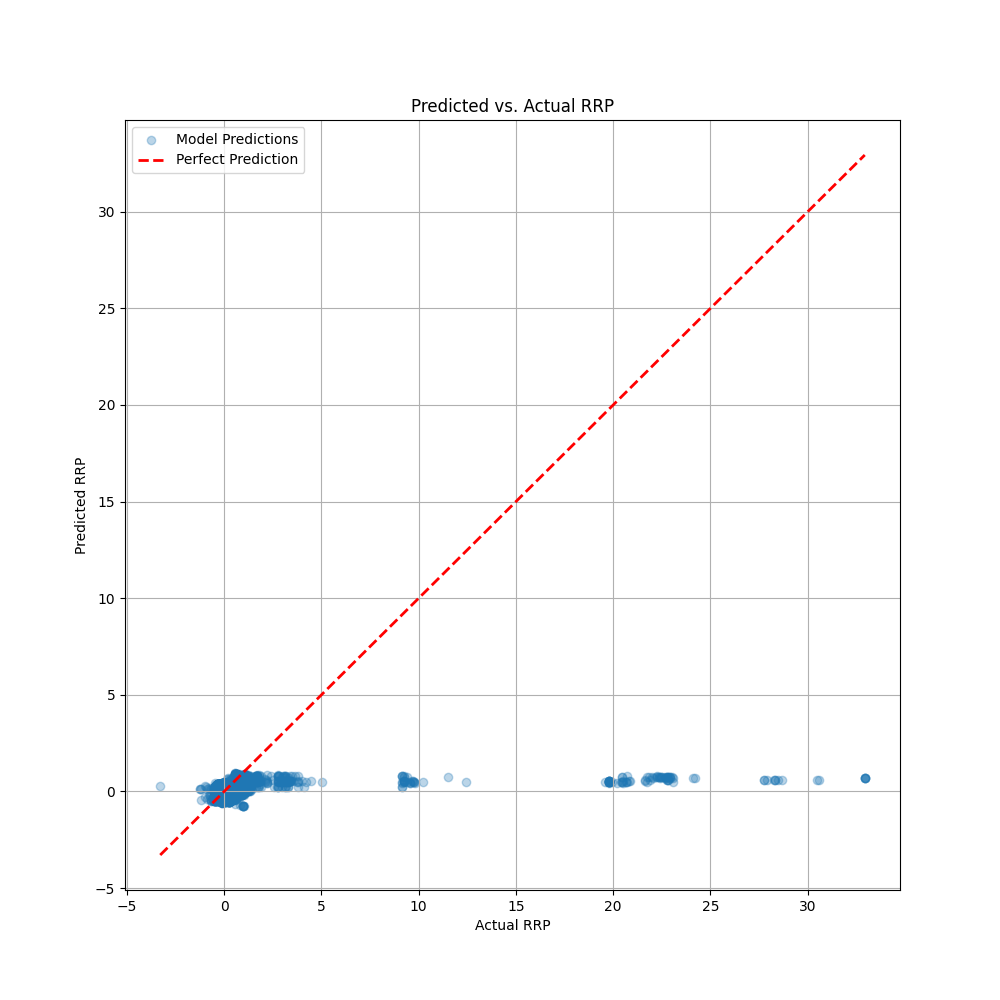 Predicted vs. Actual RRP
Model Predictions
Perfect Prediction
30
25
20
15
10
5
0
−5
Predicted RRP
−5 0 5 10 15 20 25 30
Actual RRP